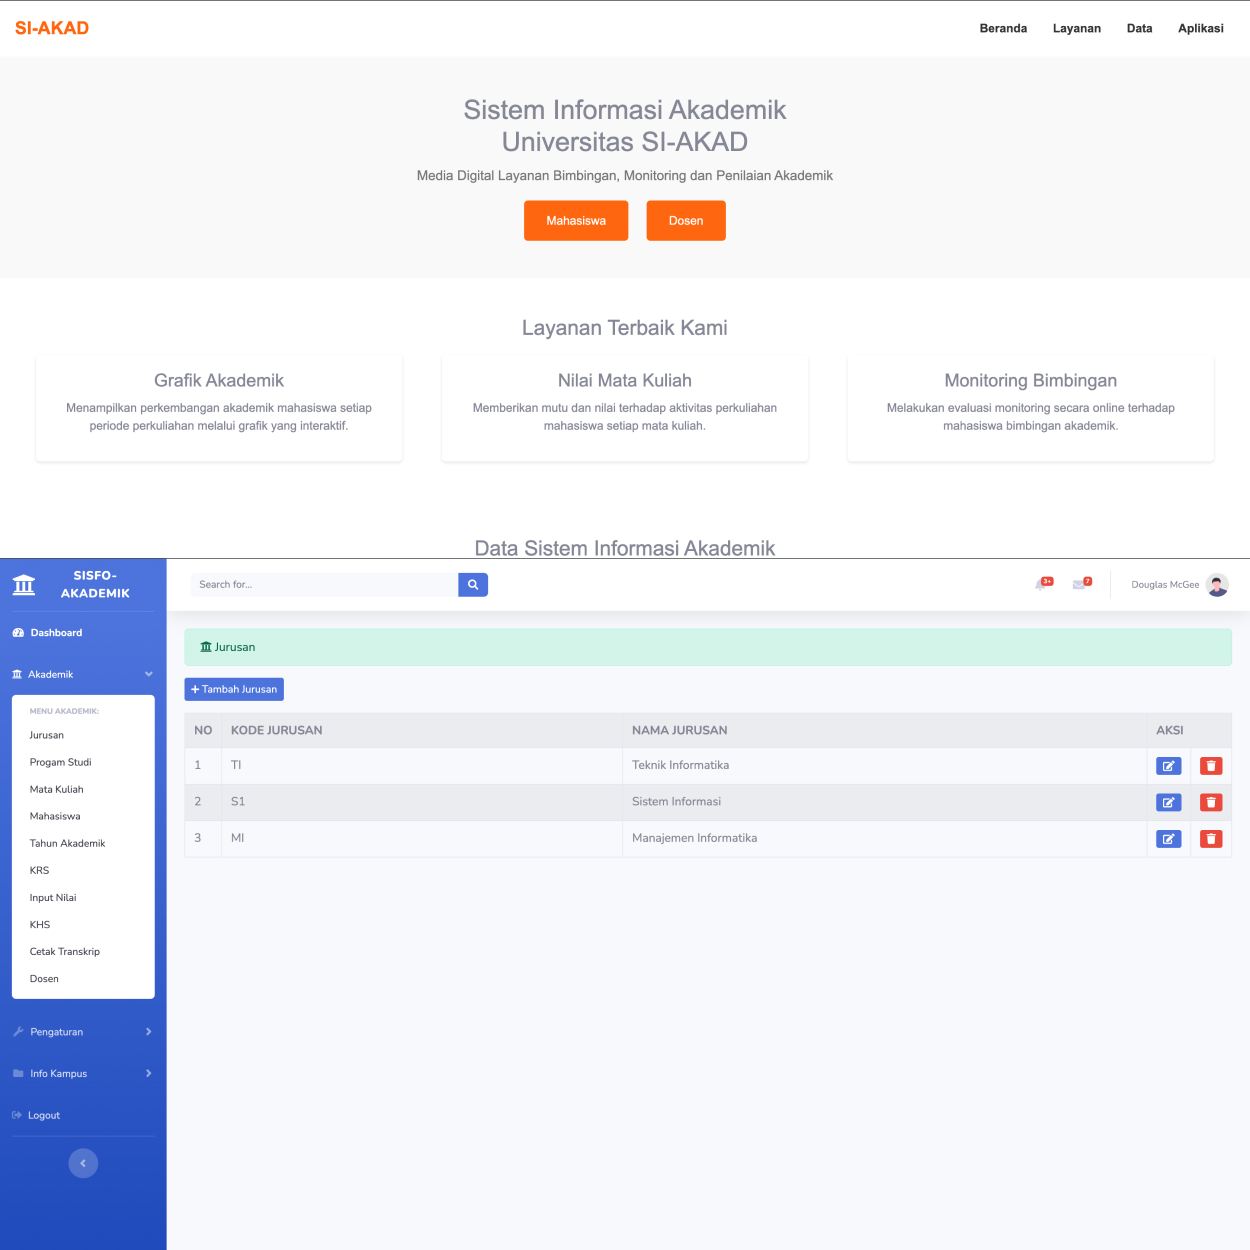 SI-AKAD
Beranda Layanan Data Aplikasi
Sistem Informasi Akademik
Universitas SI-AKAD
Media Digital Layanan Bimbingan, Monitoring dan Penilaian Akademik
Mahasiswa Dosen
Layanan Terbaik Kami
Grafik Akademik
Menampilkan perkembangan akademik mahasiswa setiap
periode perkuliahan melalui grafik yang interaktif.
Nilai Mata Kuliah
Memberikan mutu dan nilai terhadap aktivitas perkuliahan
mahasiswa setiap mata kuliah.
Monitoring Bimbingan
Melakukan evaluasi monitoring secara online terhadap
mahasiswa bimbingan akademik.
Data Sistem Informasi Akademik
SISFO-
AKADEMIK
Dashboard
Akademik
MENU AKADEMIK:
Jurusan
Progam Studi
Mata Kuliah
Mahasiswa
Tahun Akademik
KRS
Input Nilai
KHS
Cetak Transkrip
Dosen
Pengaturan
Info Kampus
Logout
Search for...
3+ 7 Douglas McGee
Jurusan
+ Tambah Jurusan
NO KODE JURUSAN NAMA JURUSAN AKSI
1 TI Teknik Informatika
2 S1 Sistem Informasi
3 MI Manajemen Informatika